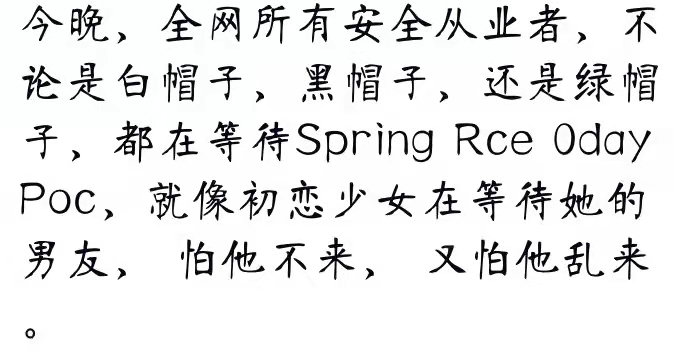 今晚，全网所有安全从业者，不
论是白帽子，黑帽子，还是绿帽
子，都在等待Spring Rce 0day
Poc，就像初恋少女在等待她的
男友， 怕他不来， 又怕他乱来
。